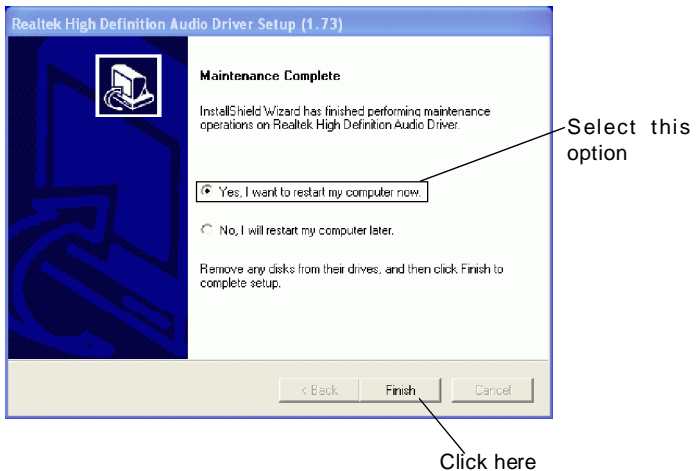 Realtek High Definition Audio Driver Setup (1.73)
Maintenance Complete
InstallShield Wizard has finished performing maintenance
operations on Realtek High Definition Audio Driver.
Select this
option
Yes, I want to restart my computer now.
No, I will restart my computer later.
Remove any disks from their drives, and then click Finish to
complete setup.
< Back
Finish
Cancel
Click here